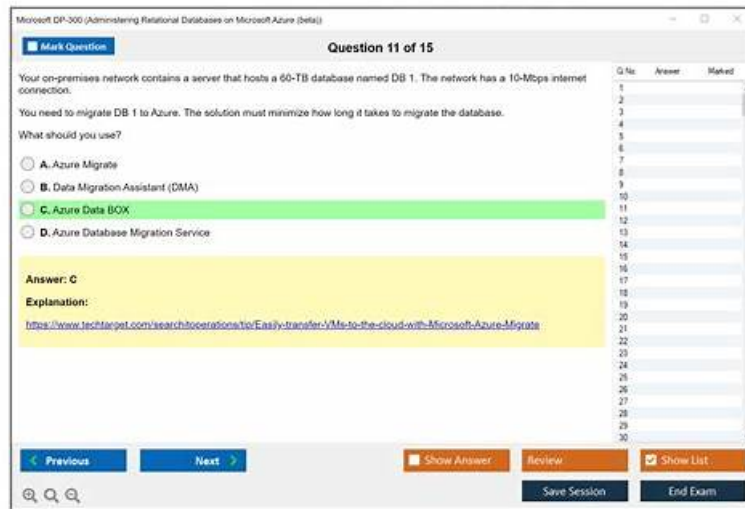 Microsoft DP-300 (Administering Relational Databases on Microsoft Azure (beta))
Mark Question
Question 11 of 15
Your on-premises network contains a server that hosts a 60-TB database named DB 1. The network has a 10-Mbps internet
connection.
You need to migrate DB 1 to Azure. The solution must minimize how long it takes to migrate the database.
What should you use?
A. Azure Migrate
B. Data Migration Assistant (DMA)
C. Azure Data BOX
D. Azure Database Migration Service
Answer: C
Explanation:
https://www.techtarget.com/searchitoperations/tip/Easily-transfer-VMs-to-the-cloud-with-Microsoft-Azure-Migrate
Q No. Answer Marked
1
2
3
4
5
6
7
8
9
10
11
12
13
14
15
16
17
18
19
20
21
22
23
24
25
26
27
28
29
30
Previous
Next
Show Answer
Review
Show List
Save Session
End Exam